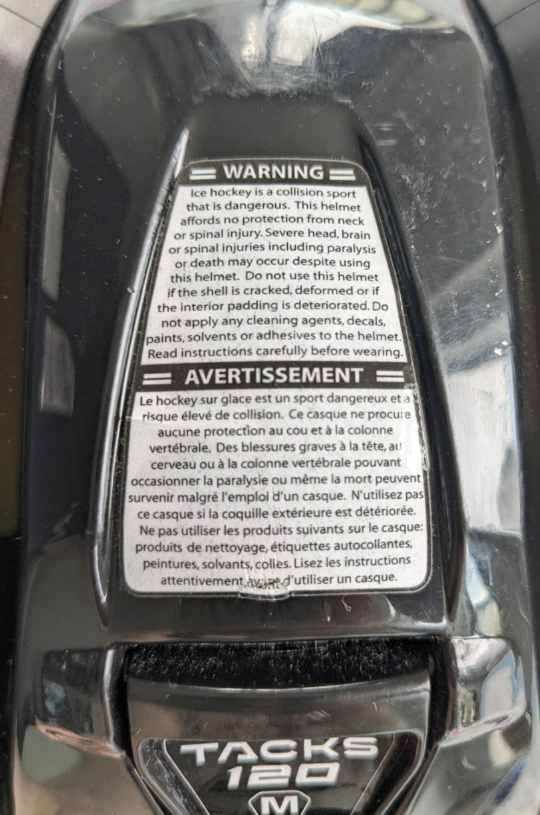 WARNING
Ice hockey is a collision sport
that is dangerous. This helmet
affords no protection from neck
or spinal injury. Severe head, brain
or spinal injuries including paralysis
or death may occur despite using
this helmet. Do not use this helmet
if the shell is cracked, deformed or if
the interior padding is deteriorated. Do
not apply any cleaning agents, decals,
paints, solvents or adhesives to the helmet.
Read instructions carefully before wearing.
AVERTISSEMENT
Le hockey sur glace est un sport dangereux et à
risque élevé de collision. Ce casque ne procure
aucune protection au cou et à la colonne
vertébrale. Des blessures graves à la tête, au
cerveau ou à la colonne vertébrale pouvant
occasionner la paralysie ou même la mort peuvent
survenir malgré l'emploi d'un casque. N'utilisez pas
ce casque si la coquille extérieure est détériorée.
Ne pas utiliser les produits suivants sur le casque:
produits de nettoyage, étiquettes autocollantes,
peintures, solvants, colles. Lisez les instructions
attentivement avant d'utiliser un casque.
TACKS
120
M